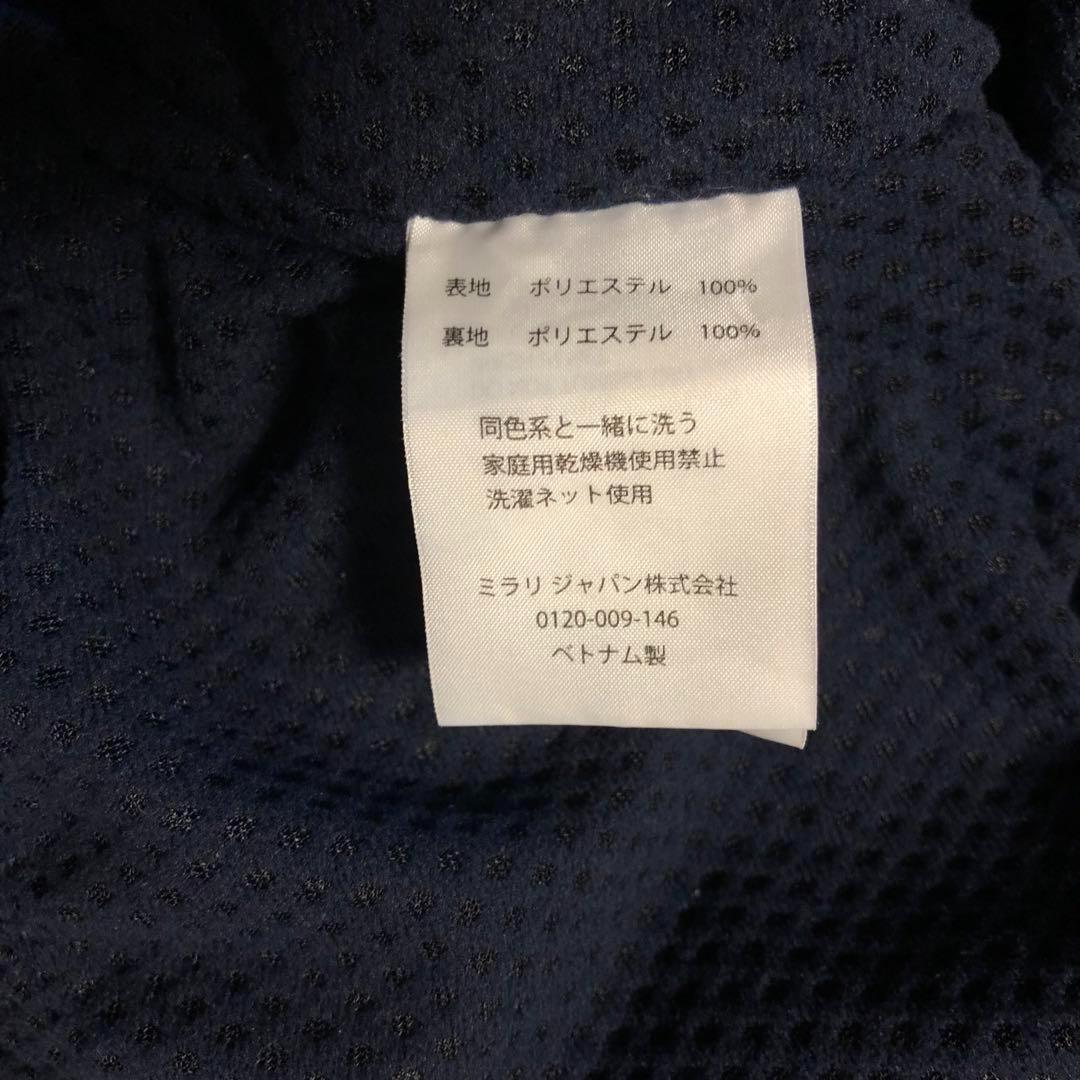 表地 ポリエステル 100%
裏地 ポリエステル 100%
同色系と一緒に洗う
家庭用乾燥機使用禁止
洗濯ネット使用
ミラリ ジャパン株式会社
0120-009-146
ベトナム製